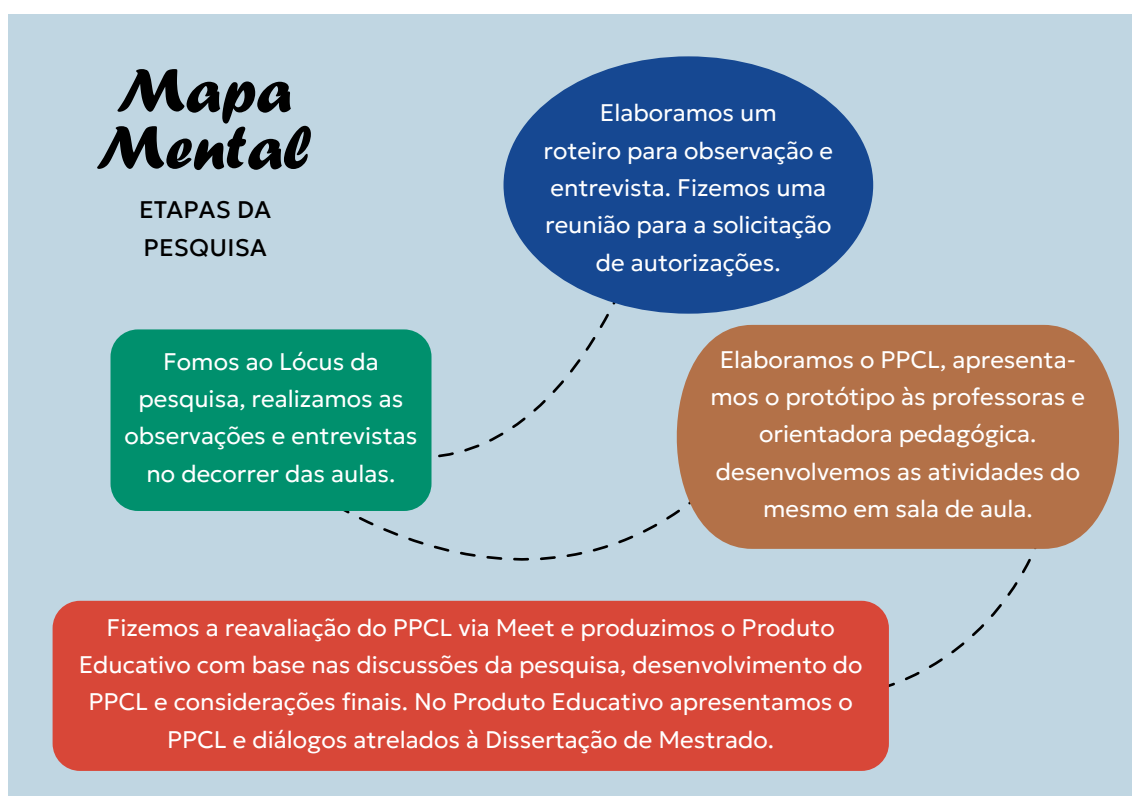 Mapa
Mental
ETAPAS DA
PESQUISA
Elaboramos um
roteiro para observação e
entrevista. Fizemos uma
reunião para a solicitação
de autorizações.
Fomos ao Lócus da
pesquisa, realizamos as
observações e entrevistas
no decorrer das aulas.
Elaboramos o PPCL, apresenta-
mos o protótipo às professoras e
orientadora pedagógica.
desenvolvemos as atividades do
mesmo em sala de aula.
Fizemos a reavaliação do PPCL via Meet e produzimos o Produto
Educativo com base nas discussões da pesquisa, desenvolvimento do
PPCL e considerações finais. No Produto Educativo apresentamos o
PPCL e diálogos atrelados à Dissertação de Mestrado.